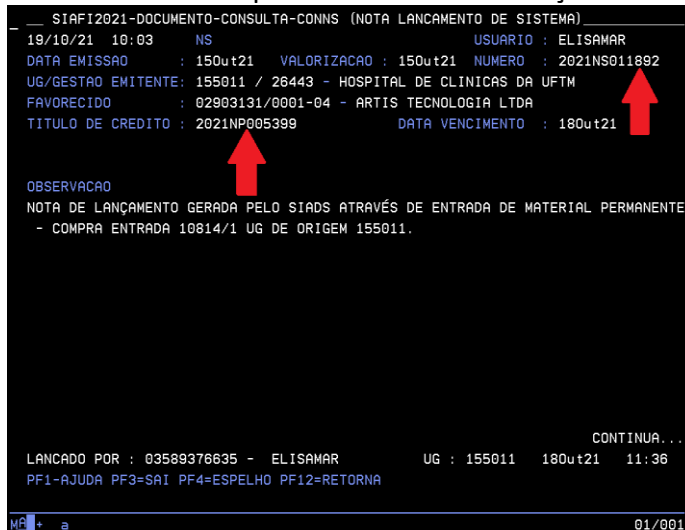 __ SIAFI2021-DOCUMENTO-CONSULTA-CONNS (NOTA LANCAMENTO DE SISTEMA)__________
19/10/21 10:03 NS USUARIO : ELISAMAR
DATA EMISSAO : 15Out21 VALORIZACAO : 15Out21 NUMERO : 2021NS011892
UG/GESTAO EMITENTE: 155011 / 26443 - HOSPITAL DE CLINICAS DA UFTM
FAVORECIDO : 02903131/0001-04 - ARTIS TECNOLOGIA LTDA
TITULO DE CREDITO : 2021NP005399 DATA VENCIMENTO : 18Out21
OBSERVACAO
NOTA DE LANÇAMENTO GERADA PELO SIADS ATRAVÉS DE ENTRADA DE MATERIAL PERMANENTE
- COMPRA ENTRADA 10814/1 UG DE ORIGEM 155011.
CONTINUA...
LANCADO POR : 03589376635 - ELISAMAR UG : 155011 18Out21 11:36
PF1-AJUDA PF3=SAI PF4=ESPELHO PF12=RETORNA
MA + a 01/001